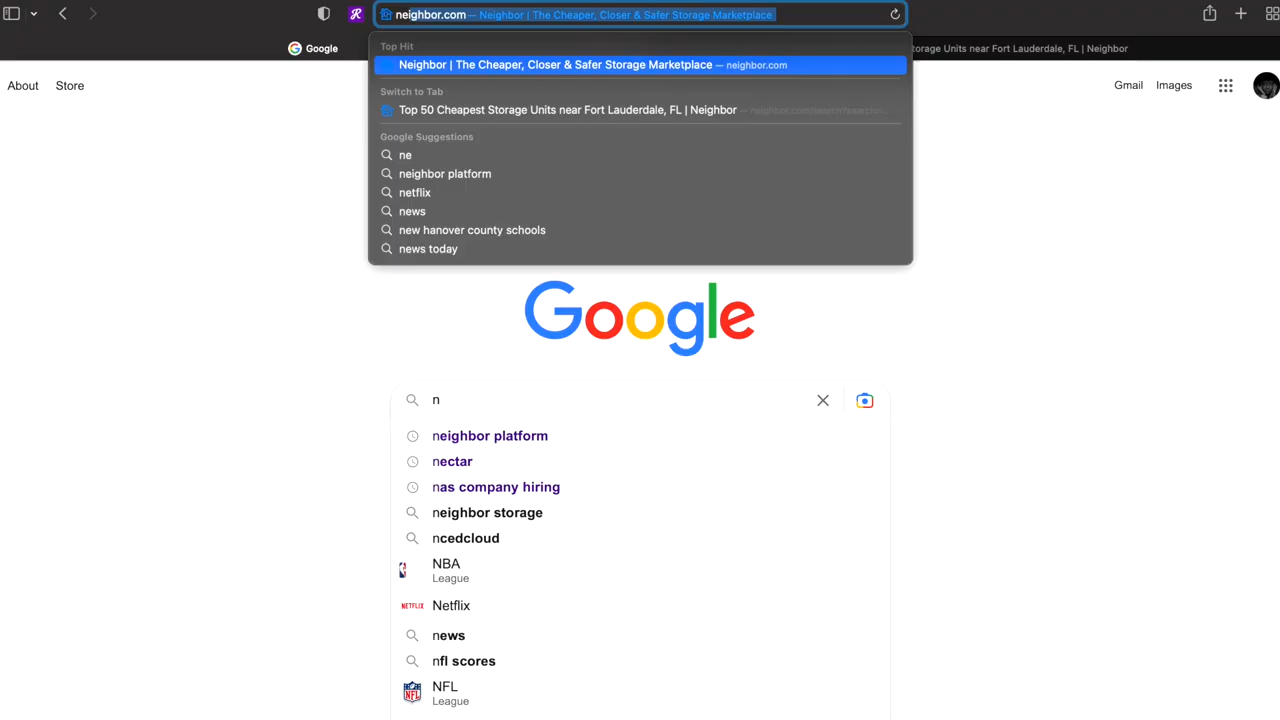 neighbor.com — Neighbor | The Cheaper, Closer & Safer Storage Marketplace
Google
torage Units near Fort Lauderdale, FL | Neighbor
Top Hit
Neighbor | The Cheaper, Closer & Safer Storage Marketplace — neighbor.com
Switch to Tab
Top 50 Cheapest Storage Units near Fort Lauderdale, FL | Neighbor
Google Suggestions
ne
neighbor platform
netflix
news
new hanover county schools
news today
About Store
Gmail Images
Google
n
neighbor platform
nectar
nas company hiring
neighbor storage
ncedcloud
NBA
League
NETFLIX Netflix
news
nfl scores
NFL
NFL
League